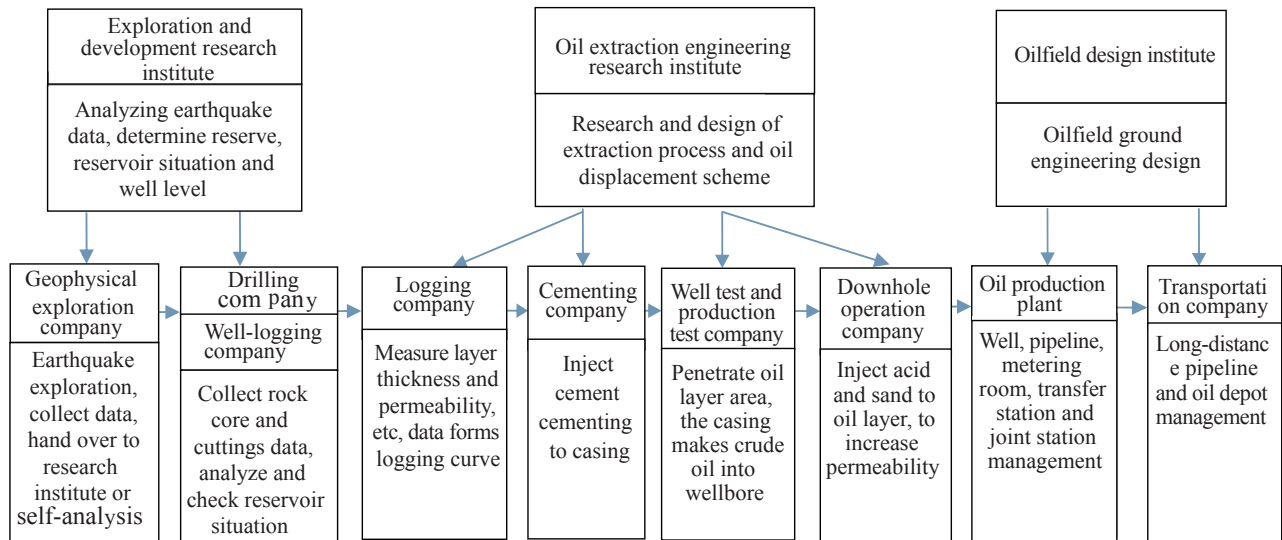 Exploration and
development research
institute
Analyzing earthquake
data, determine reserve,
reservoir situation and
well level
Oil extraction engineering
research institute
Research and design of
extraction process and oil
displacement scheme
Oilfield design institute
Oilfield ground
engineering design
Geophysical
exploration company
Earthquake
exploration,
collect data,
hand over to
research
institute or
self-analysis
Drilling
company
Well-logging
company
Collect rock
core and
cuttings data,
analyze and
check reservoir
situation
Logging
company
Measure layer
thickness and
permeability,
etc, data forms
logging curve
Cementing
company
Inject
cement
cementing
to casing
Well test and
production
test company
Penetrate oil
layer area,
the casing
makes crude
oil into
wellbore
Downhole
operation
company
Inject acid
and sand to
oil layer, to
increase
permeability
Oil production
plant
Well, pipeline,
metering
room, transfer
station and
joint station
management
Transportati
on company
Long-distanc
e pipeline
and oil depot
management